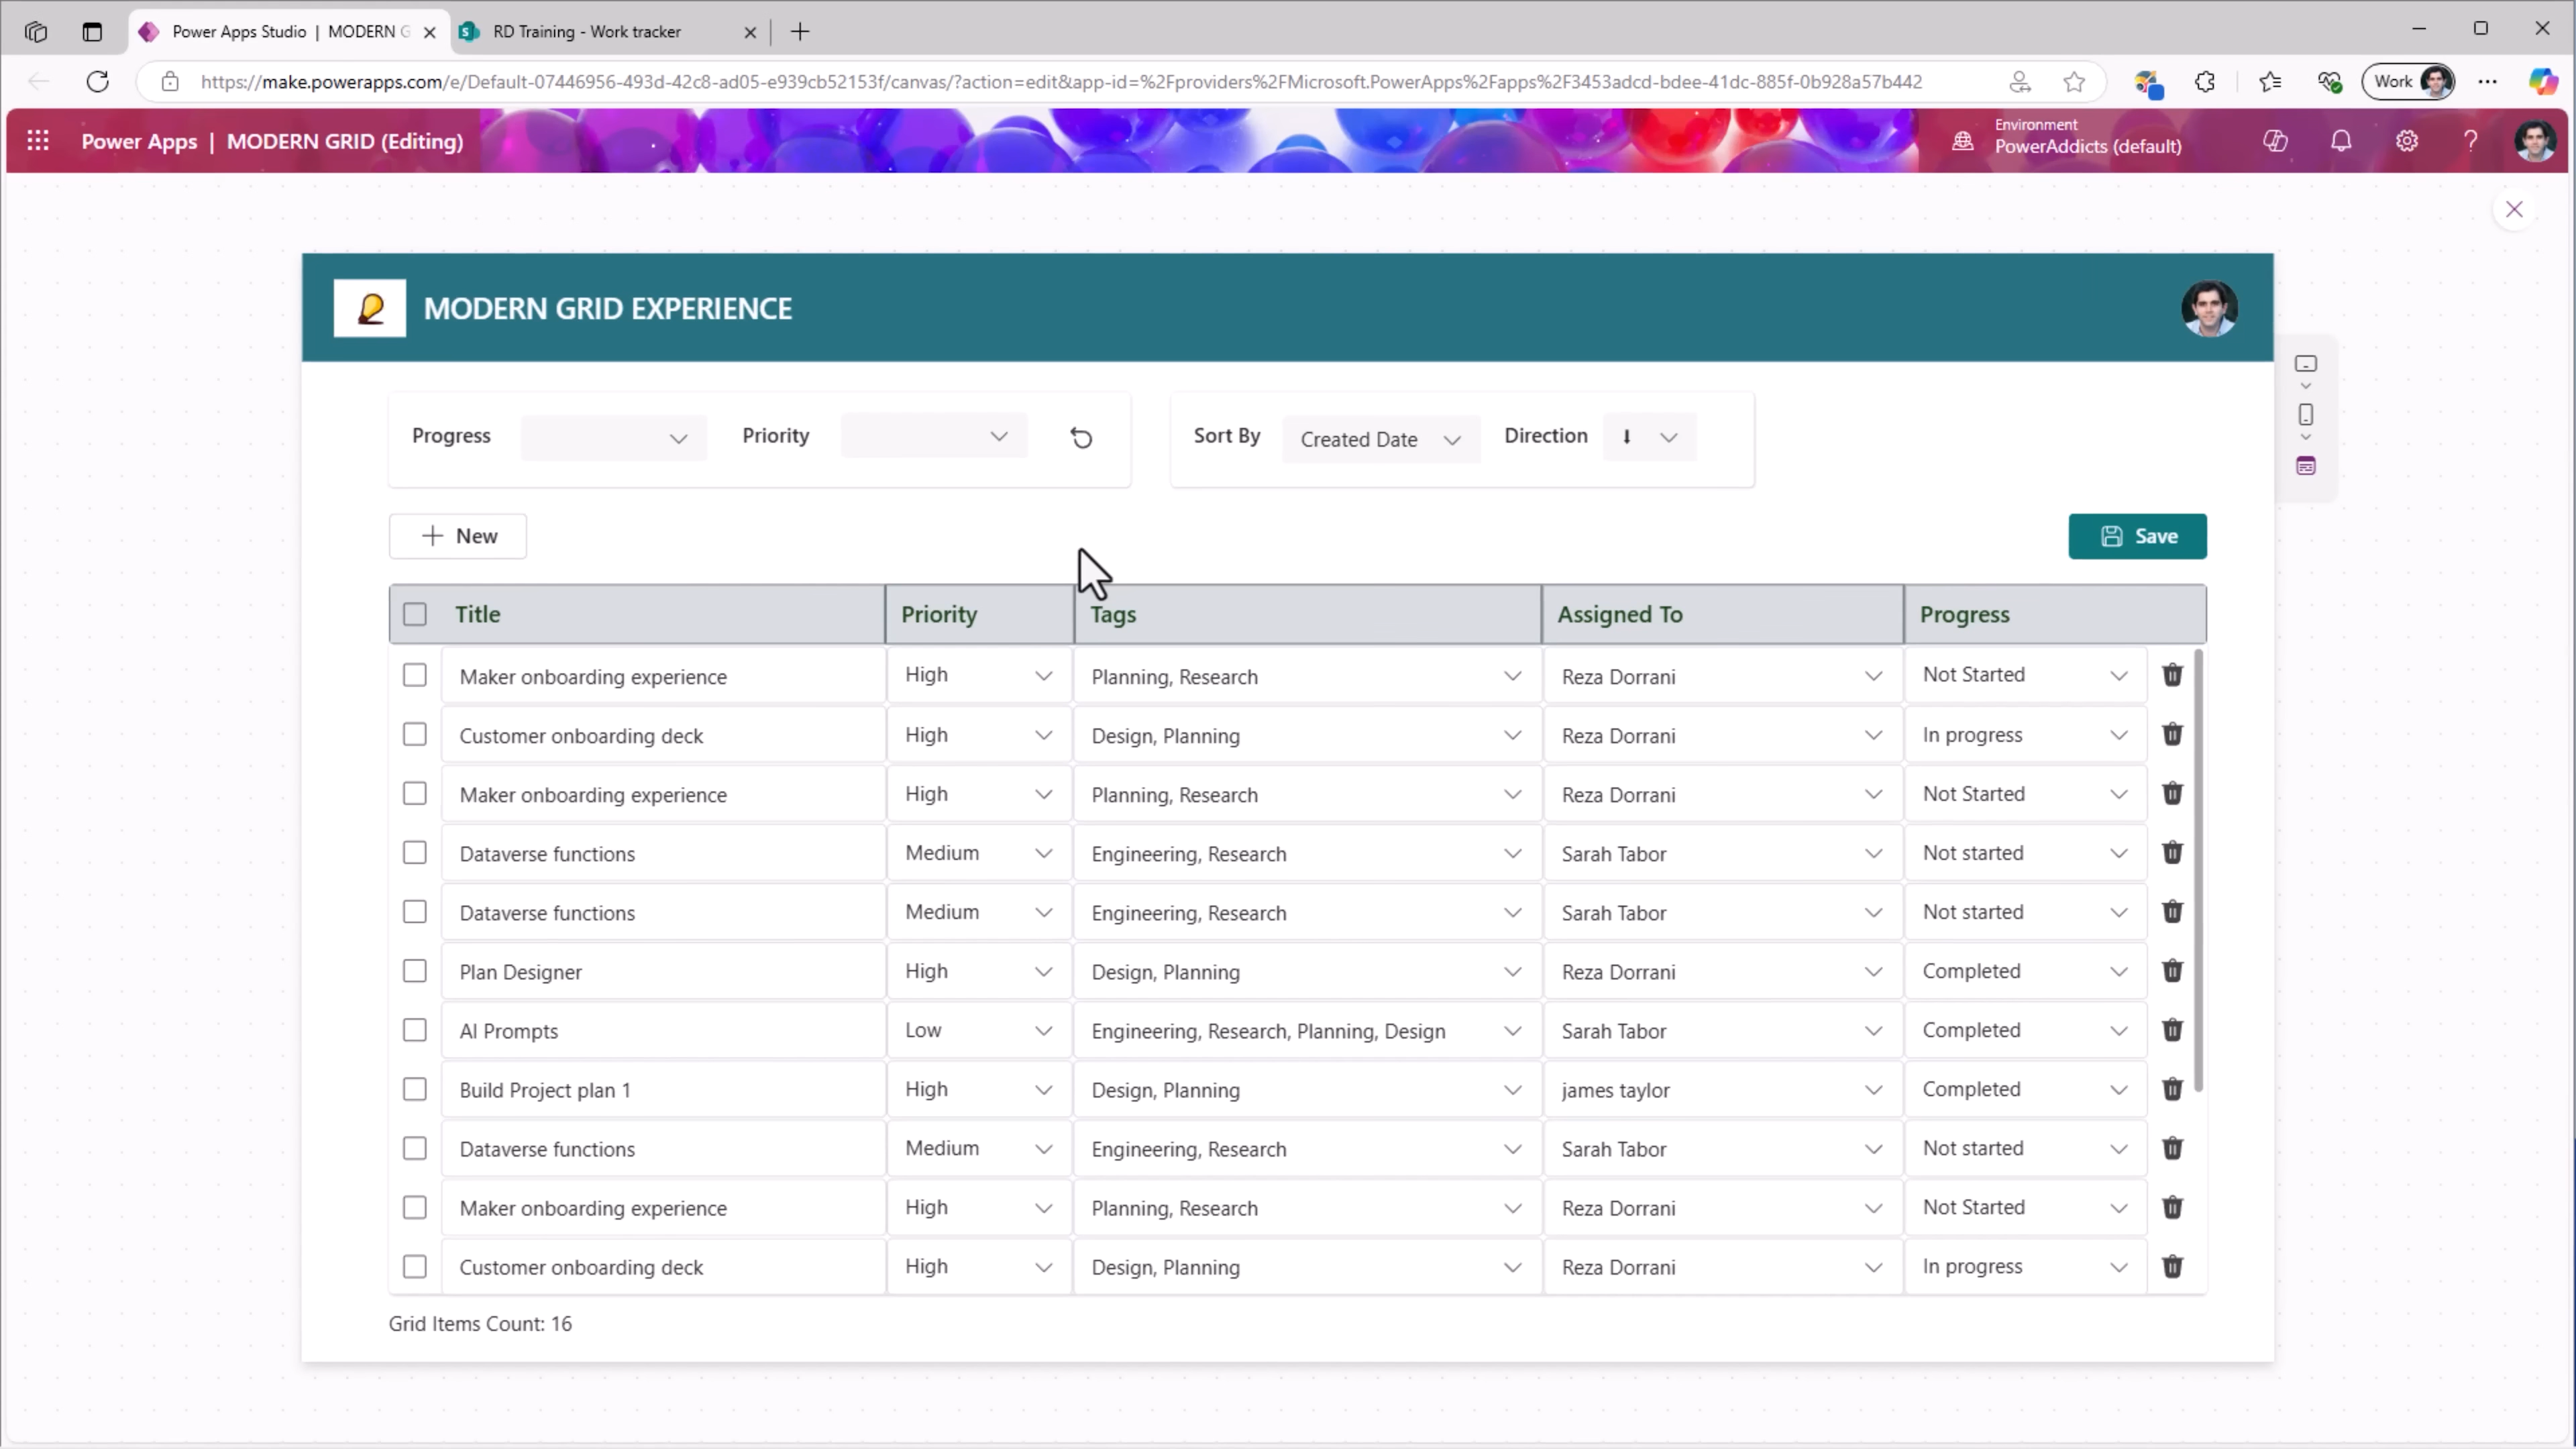 Power Apps Studio | MODERN G
RD Training - Work tracker
https://make.powerapps.com/e/Default-07446956-493d-42c8-ad05-e939cb52153f/canvas/?action=edit&app-id=%2Fproviders%2FMicrosoft.PowerApps%2Fapps%2F3453adcd-bdee-41dc-885f-0b928a57b442
Work
Power Apps | MODERN GRID (Editing)
Environment
PowerAddicts (default)
MODERN GRID EXPERIENCE
Progress Priority Sort By Created Date Direction
New Save
Title Priority Tags Assigned To Progress
Maker onboarding experience High Planning, Research Reza Dorrani Not Started
Customer onboarding deck High Design, Planning Reza Dorrani In progress
Maker onboarding experience High Planning, Research Reza Dorrani Not Started
Dataverse functions Medium Engineering, Research Sarah Tabor Not started
Dataverse functions Medium Engineering, Research Sarah Tabor Not started
Plan Designer High Design, Planning Reza Dorrani Completed
AI Prompts Low Engineering, Research, Planning, Design Sarah Tabor Completed
Build Project plan 1 High Design, Planning james taylor Completed
Dataverse functions Medium Engineering, Research Sarah Tabor Not started
Maker onboarding experience High Planning, Research Reza Dorrani Not Started
Customer onboarding deck High Design, Planning Reza Dorrani In progress
Grid Items Count: 16